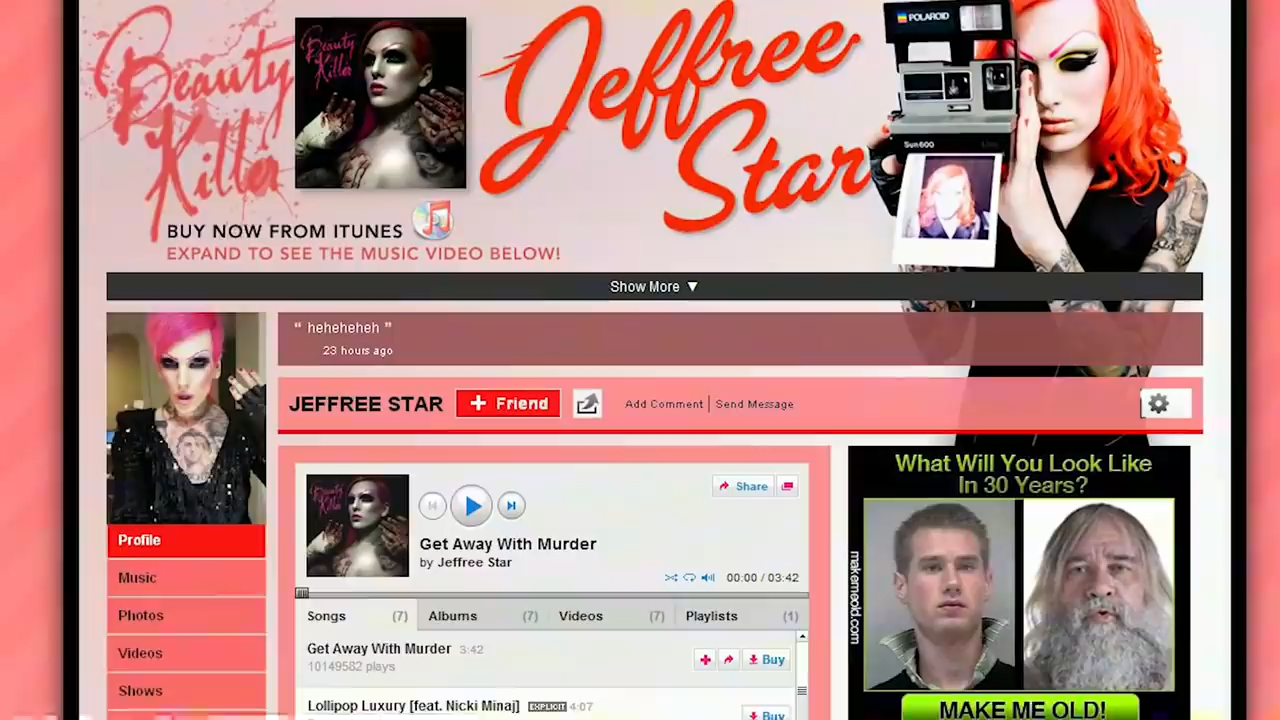 Beauty
Killer
Beauty
Killer
Jeffree
Star
POLAROID
Sun600
BUY NOW FROM ITUNES
EXPAND TO SEE THE MUSIC VIDEO BELOW!
Show More ▼
“ heheheheh ”
23 hours ago
JEFFREE STAR + Friend Add Comment | Send Message
What Will You Look Like
In 30 Years?
makemeold.com
MAKE ME OLD!
Profile
Music
Photos
Videos
Shows
Beauty
Killer
Share
Get Away With Murder
by Jeffree Star
00:00 / 03:42
Songs (7) Albums (7) Videos (7) Playlists (1)
Get Away With Murder 3:42
10149582 plays
Buy
Lollipop Luxury [feat. Nicki Minaj] EXPLICIT 4:07
Buy